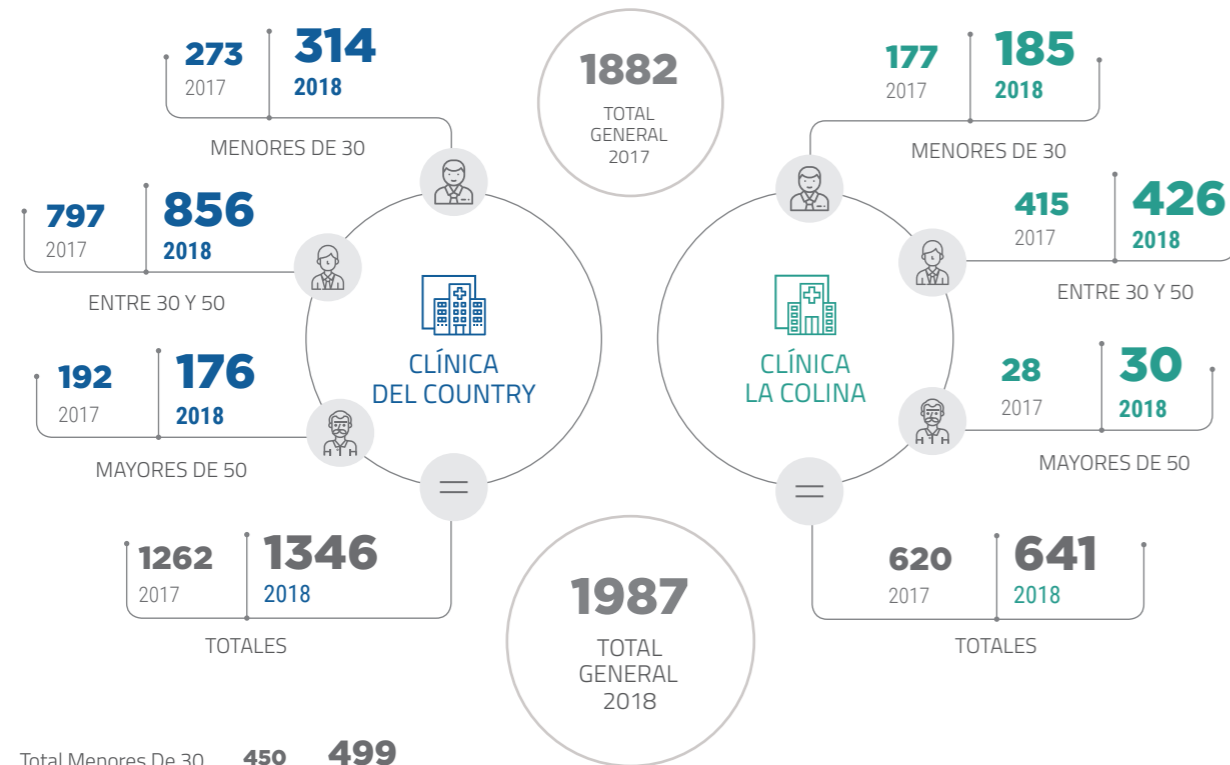 273
2017
314
2018
MENORES DE 30
797
2017
856
2018
ENTRE 30 Y 50
192
2017
176
2018
MAYORES DE 50
1262
2017
1346
2018
TOTALES
CLÍNICA
DEL COUNTRY
1882
TOTAL
GENERAL
2017
1987
TOTAL
GENERAL
2018
177
2017
185
2018
MENORES DE 30
415
2017
426
2018
ENTRE 30 Y 50
28
2017
30
2018
MAYORES DE 50
620
2017
641
2018
TOTALES
CLÍNICA
LA COLINA
Total Menores De 30 450 499